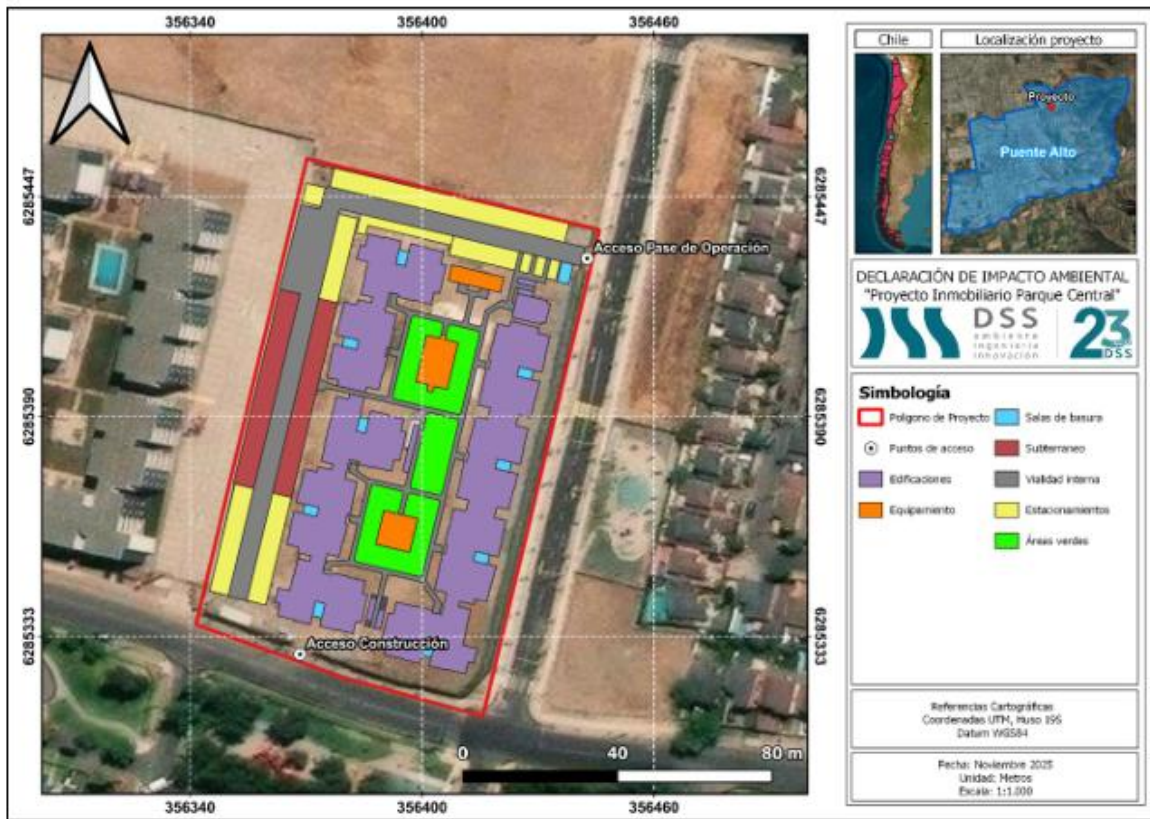 356340 356400 356460
6285447 6285447
6285390 6285390
6285333 6285333
356340 356400 356460
Acceso Pase de Operación
Acceso Construcción
0 40 80 m
Chile
Localización proyecto
Proyecto
Puente Alto
DECLARACIÓN DE IMPACTO AMBIENTAL
"Proyecto Inmobiliario Parque Central"
DSS
ambiente
ingeniería
innovación
23
DSS
Simbología
Polígono de Proyecto
Salas de basura
Puntos de acceso
Subterraneo
Edificaciones
Vialidad interna
Equipamiento
Estacionamientos
Áreas verdes
Referencias Cartográficas
Coordenadas UTM, Huso 19S
Datum WGS84
Fecha: Noviembre 2025
Unidad: Metros
Escala: 1:1.000